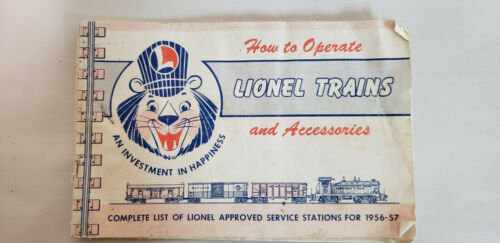 How to Operate
LIONEL TRAINS
and Accessories
AN INVESTMENT IN HAPPINESS
COMPLETE LIST OF LIONEL APPROVED SERVICE STATIONS FOR 1956-57